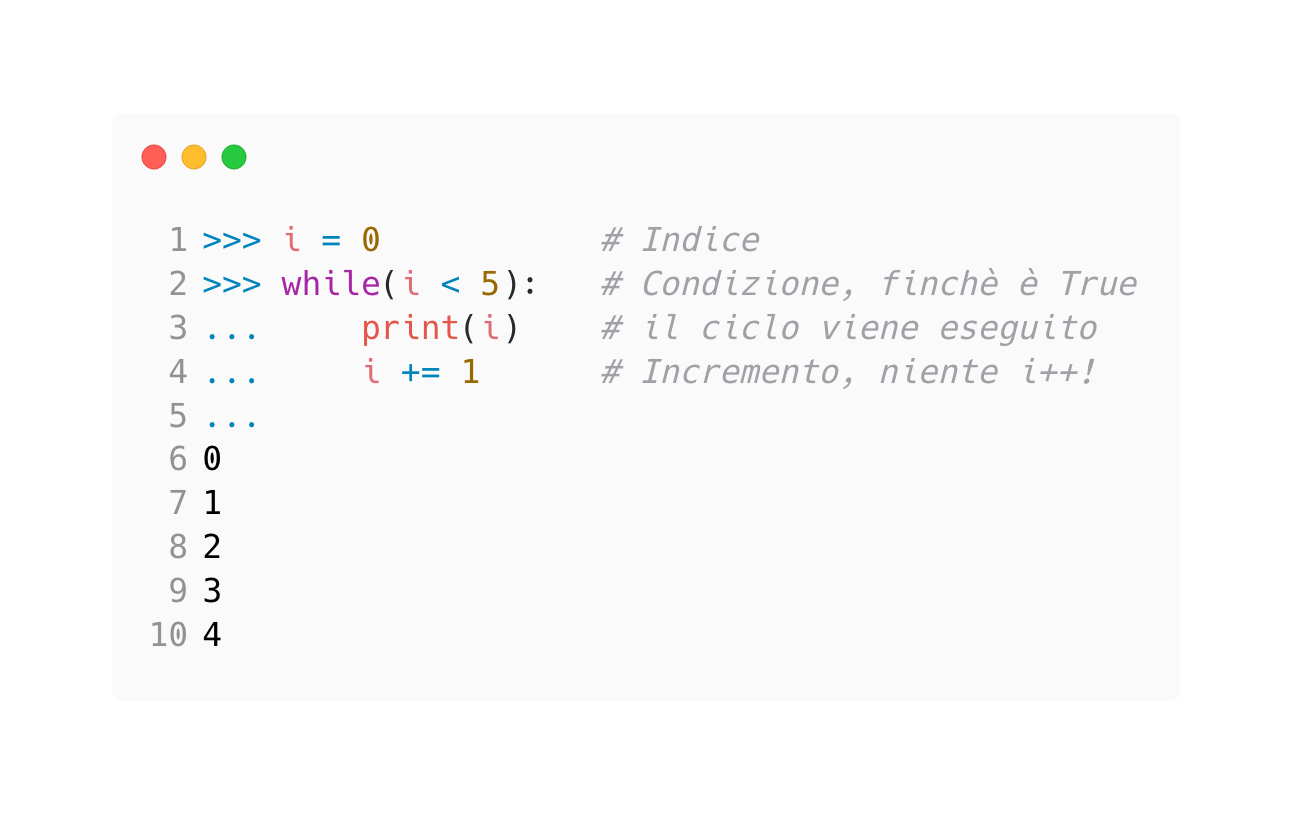 1 >>> i = 0           # Indice
2 >>> while(i < 5):   # Condizione, finchè è True
3 ...     print(i)    # il ciclo viene eseguito
4 ...     i += 1      # Incremento, niente i++!
5 ...
6 0
7 1
8 2
9 3
10 4